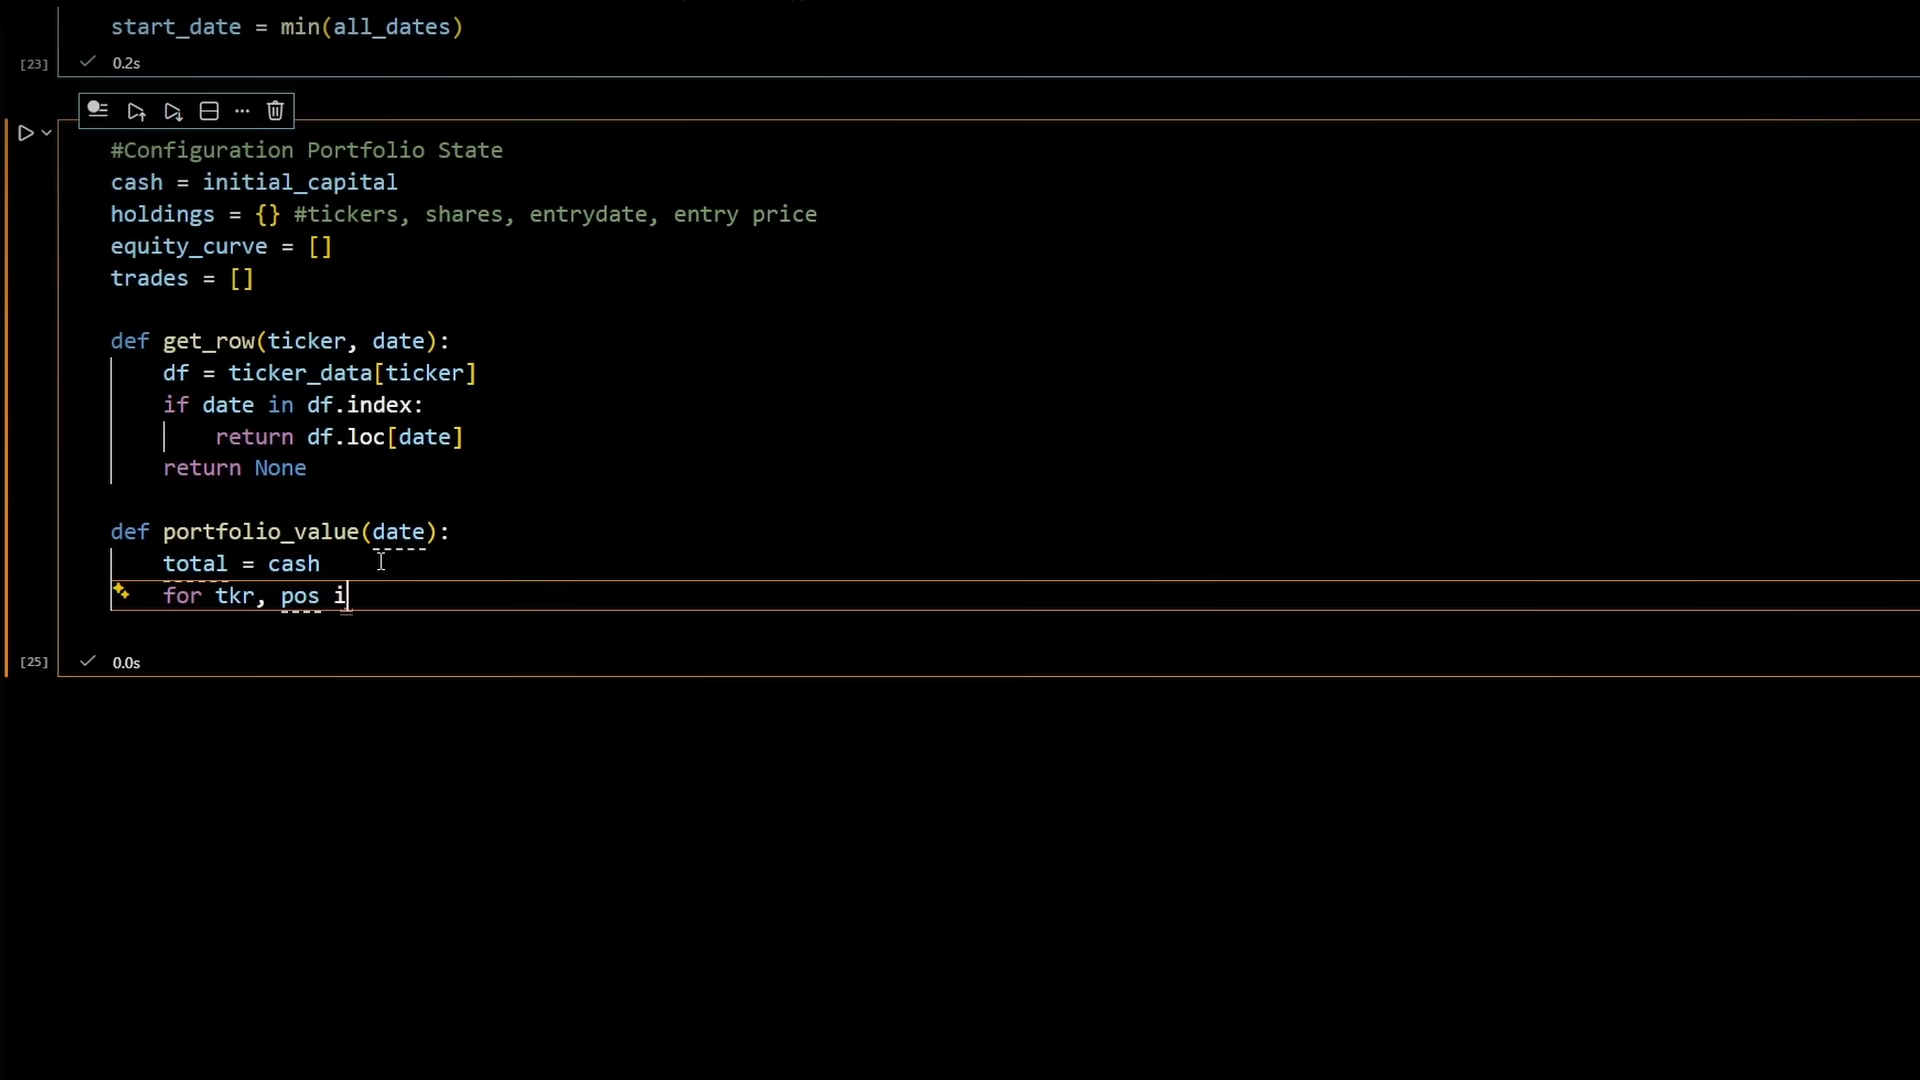 start_date = min(all_dates)
[23]
0.2s
#Configuration Portfolio State
cash = initial_capital
holdings = {} #tickers, shares, entrydate, entry price
equity_curve = []
trades = []
def get_row(ticker, date):
df = ticker_data[ticker]
if date in df.index:
return df.loc[date]
return None
def portfolio_value(date):
total = cash
for tkr, pos i
[25]
0.0s